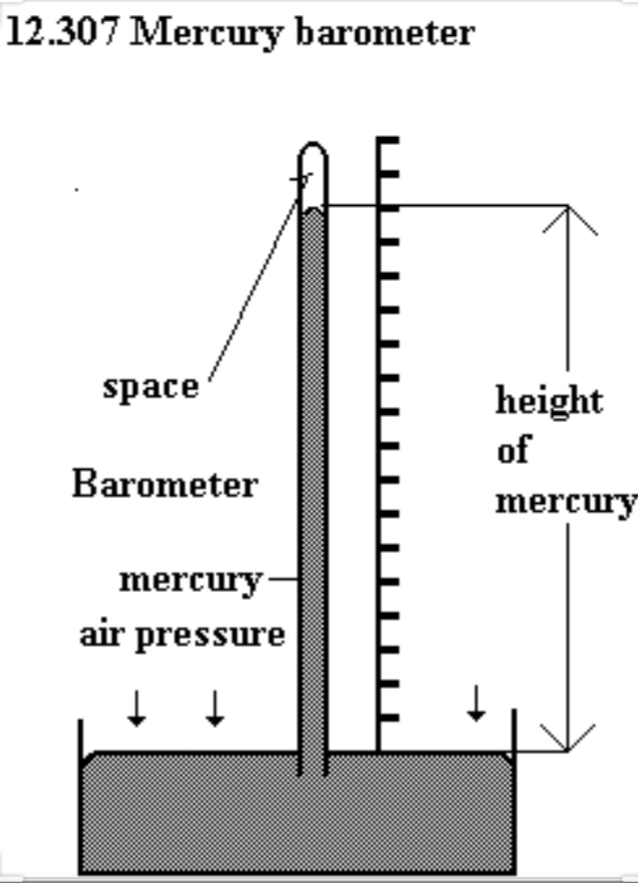 12.307 Mercury barometer
space
height
of
mercury
Barometer
mercury
air pressure